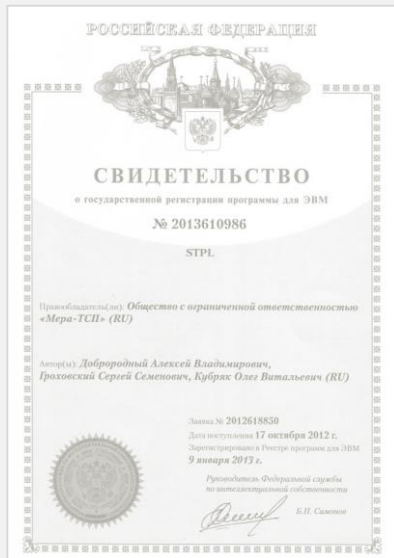 РОССИЙСКАЯ ФЕДЕРАЦИЯ
СВИДЕТЕЛЬСТВО
о государственной регистрации программы для ЭВМ
№ 2013610986
STPL
Правообладатель(ли): Общество с ограниченной ответственностью
«Мера-ТСП» (RU)
Автор(ы): Доброродный Алексей Владимирович,
Гроховский Сергей Семенович, Кубряк Олег Витальевич (RU)
Заявка № 2012618850
Дата поступления 17 октября 2012 г.
Зарегистрировано в Реестре программ для ЭВМ
9 января 2013 г.
Руководитель Федеральной службы
по интеллектуальной собственности
Б.П. Симонов